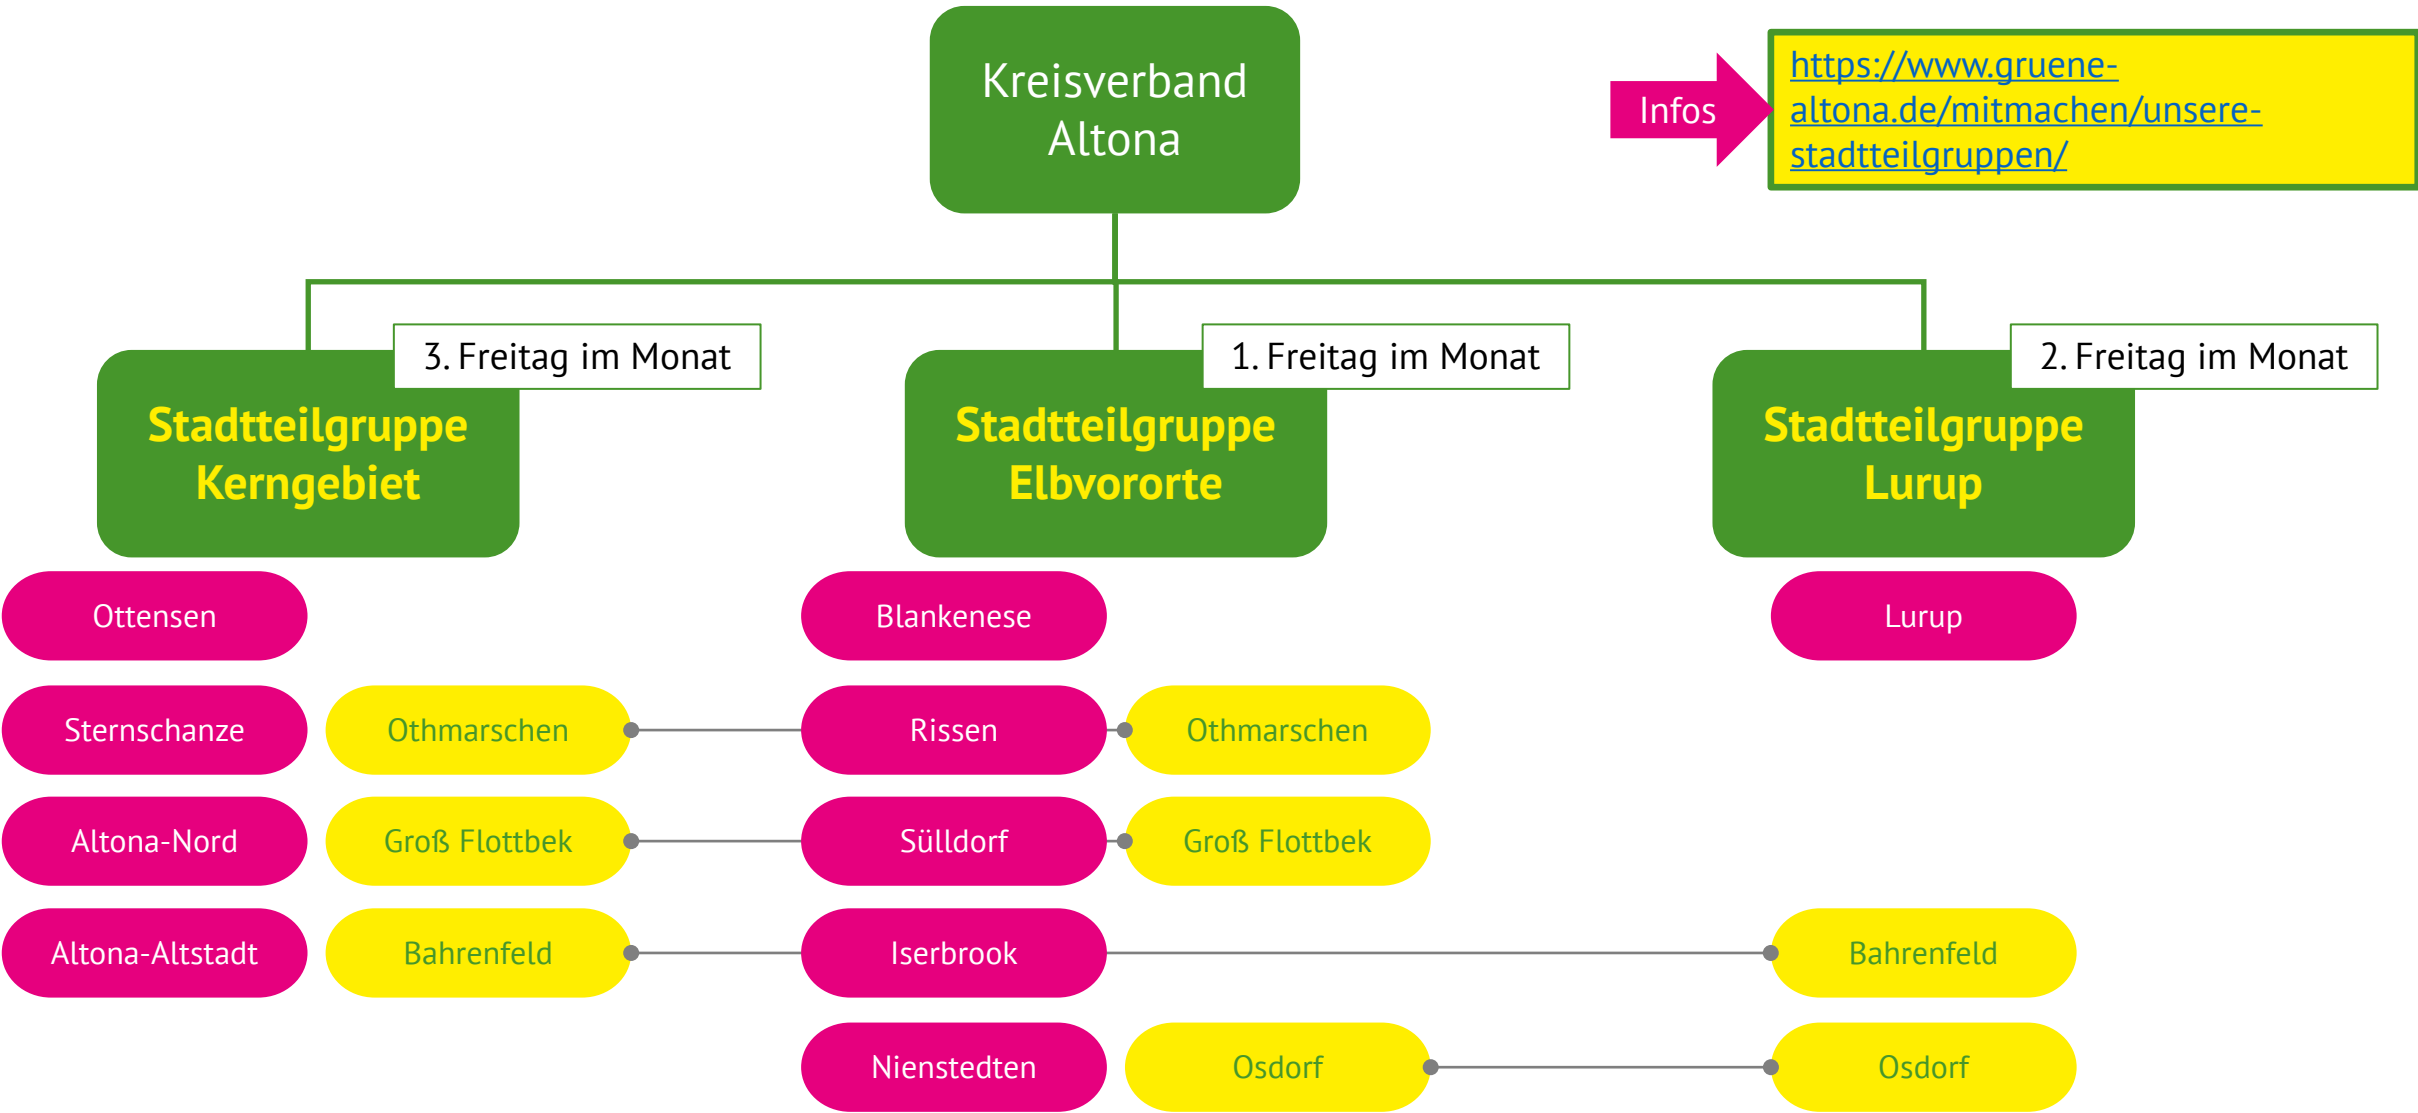 Kreisverband
Altona
Infos
https://www.gruene-
altona.de/mitmachen/unsere-
stadtteilgruppen/
3. Freitag im Monat
1. Freitag im Monat
2. Freitag im Monat
Stadtteilgruppe
Kerngebiet
Stadtteilgruppe
Elbvororte
Stadtteilgruppe
Lurup
Ottensen
Blankenese
Lurup
Sternschanze
Othmarschen
Rissen
Othmarschen
Altona-Nord
Groß Flottbek
Sülldorf
Groß Flottbek
Altona-Altstadt
Bahrenfeld
Iserbrook
Bahrenfeld
Nienstedten
Osdorf
Osdorf